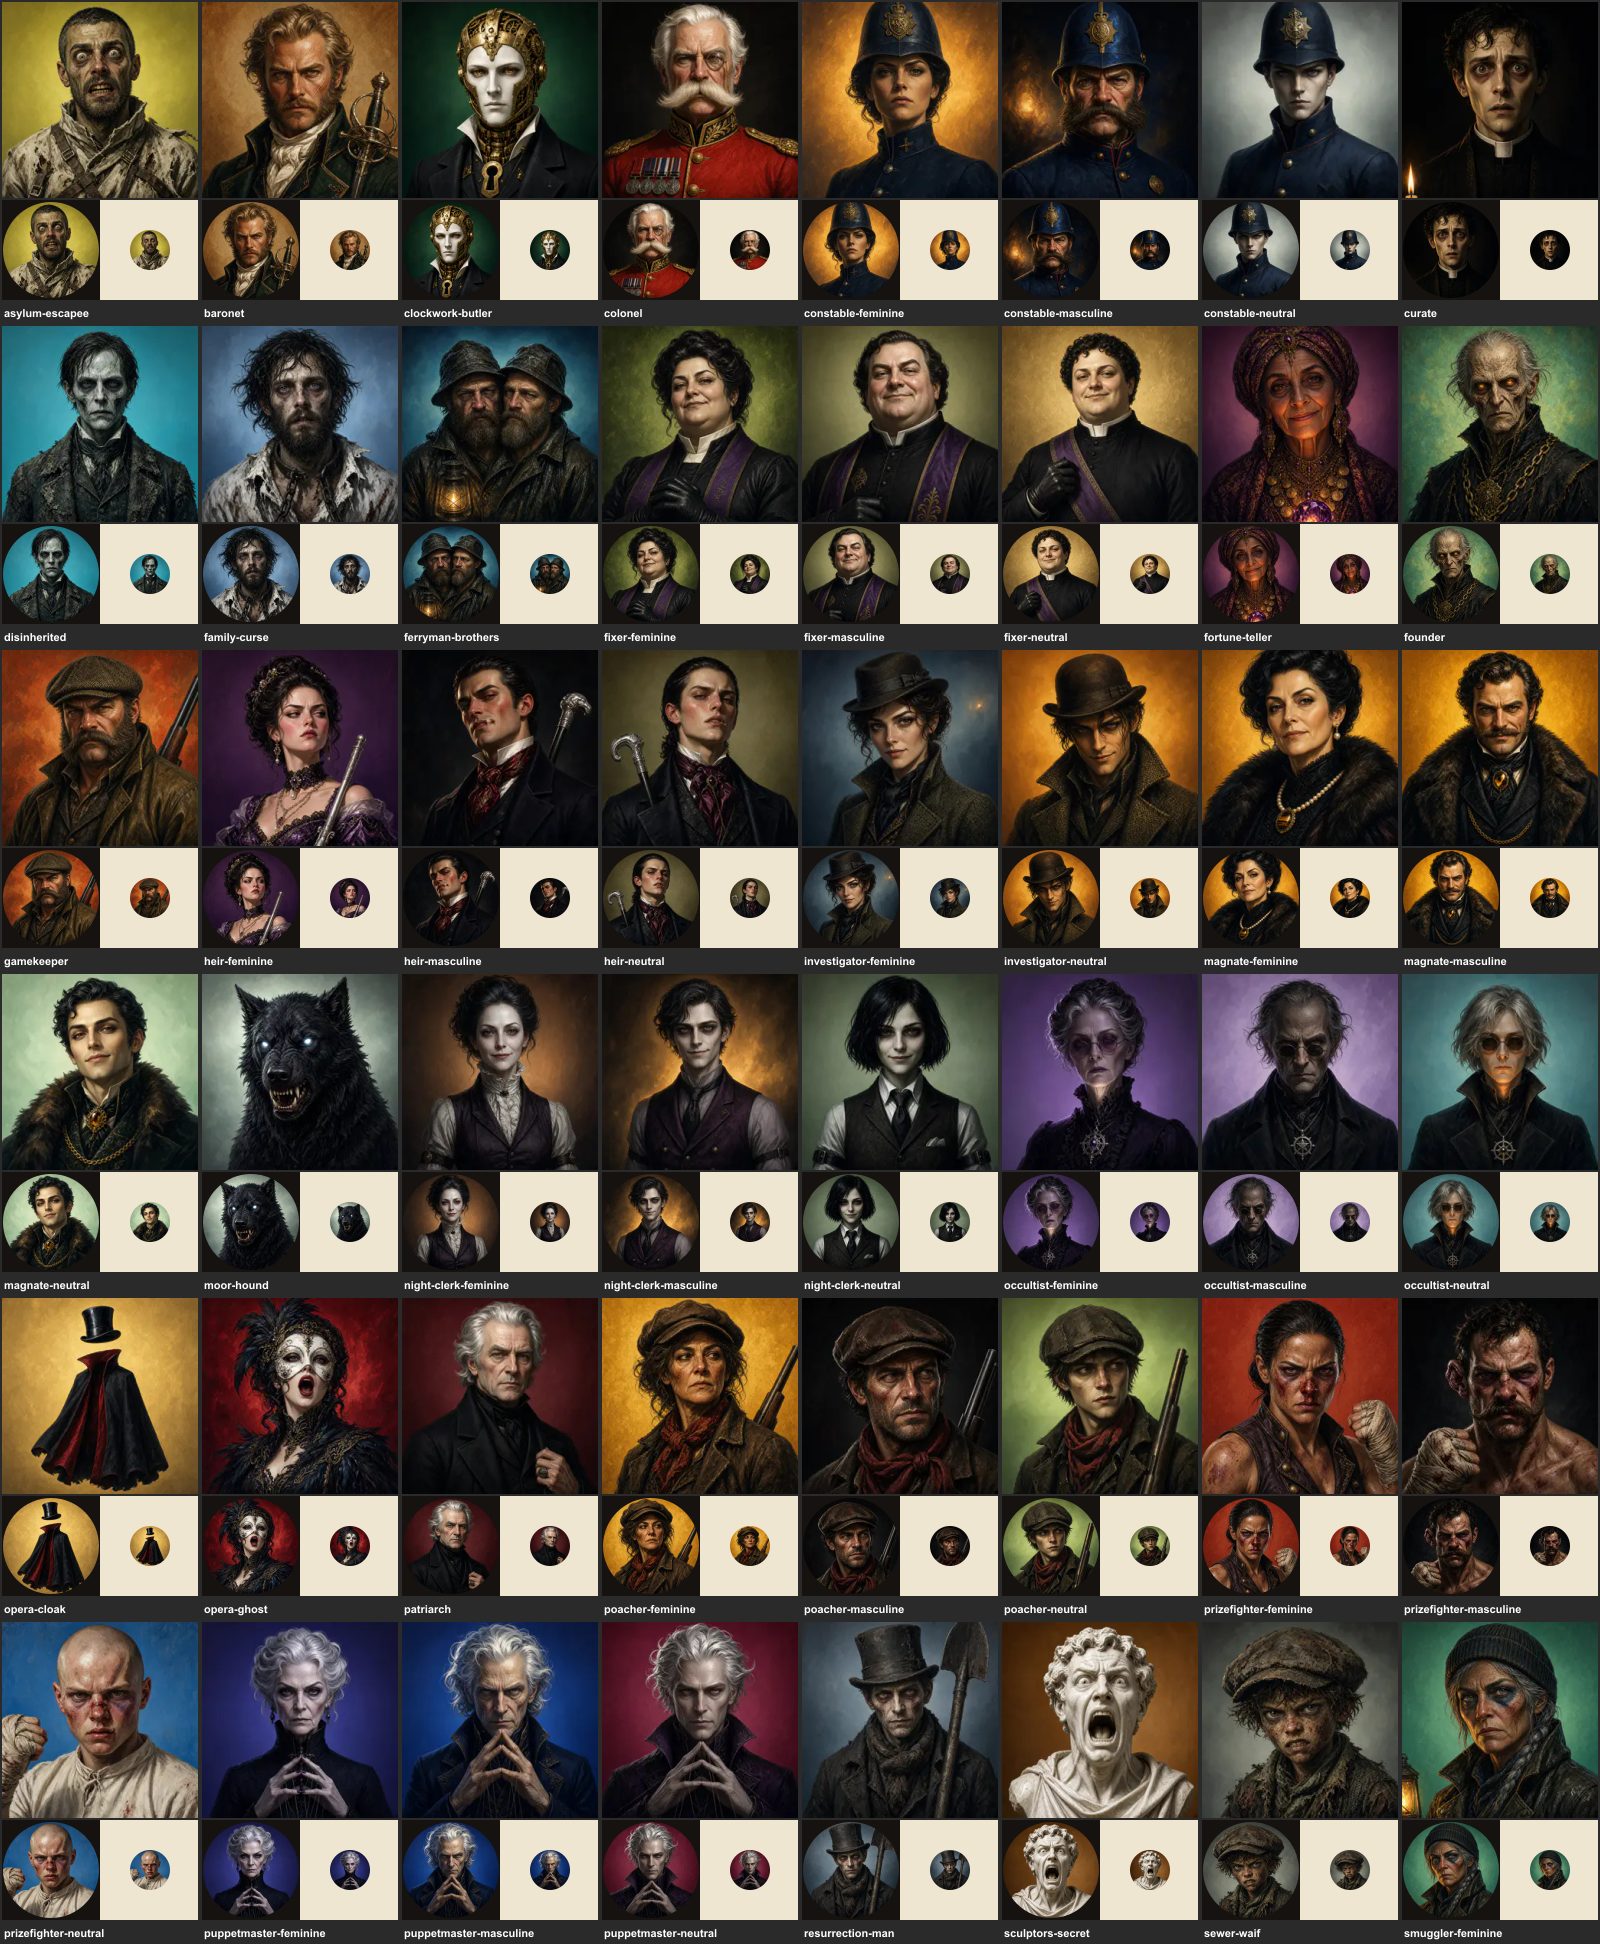 asylum-escapee
baronet
clockwork-butler
colonel
constable-feminine
constable-masculine
constable-neutral
curate
disinherited
family-curse
ferryman-brothers
fixer-feminine
fixer-masculine
fixer-neutral
fortune-teller
founder
gamekeeper
heir-feminine
heir-masculine
heir-neutral
investigator-feminine
investigator-neutral
magnate-feminine
magnate-masculine
magnate-neutral
moor-hound
night-clerk-feminine
night-clerk-masculine
night-clerk-neutral
occultist-feminine
occultist-masculine
occultist-neutral
opera-cloak
opera-ghost
patriarch
poacher-feminine
poacher-masculine
poacher-neutral
prizefighter-feminine
prizefighter-masculine
prizefighter-neutral
puppetmaster-feminine
puppetmaster-masculine
puppetmaster-neutral
resurrection-man
sculptors-secret
sewer-waif
smuggler-feminine